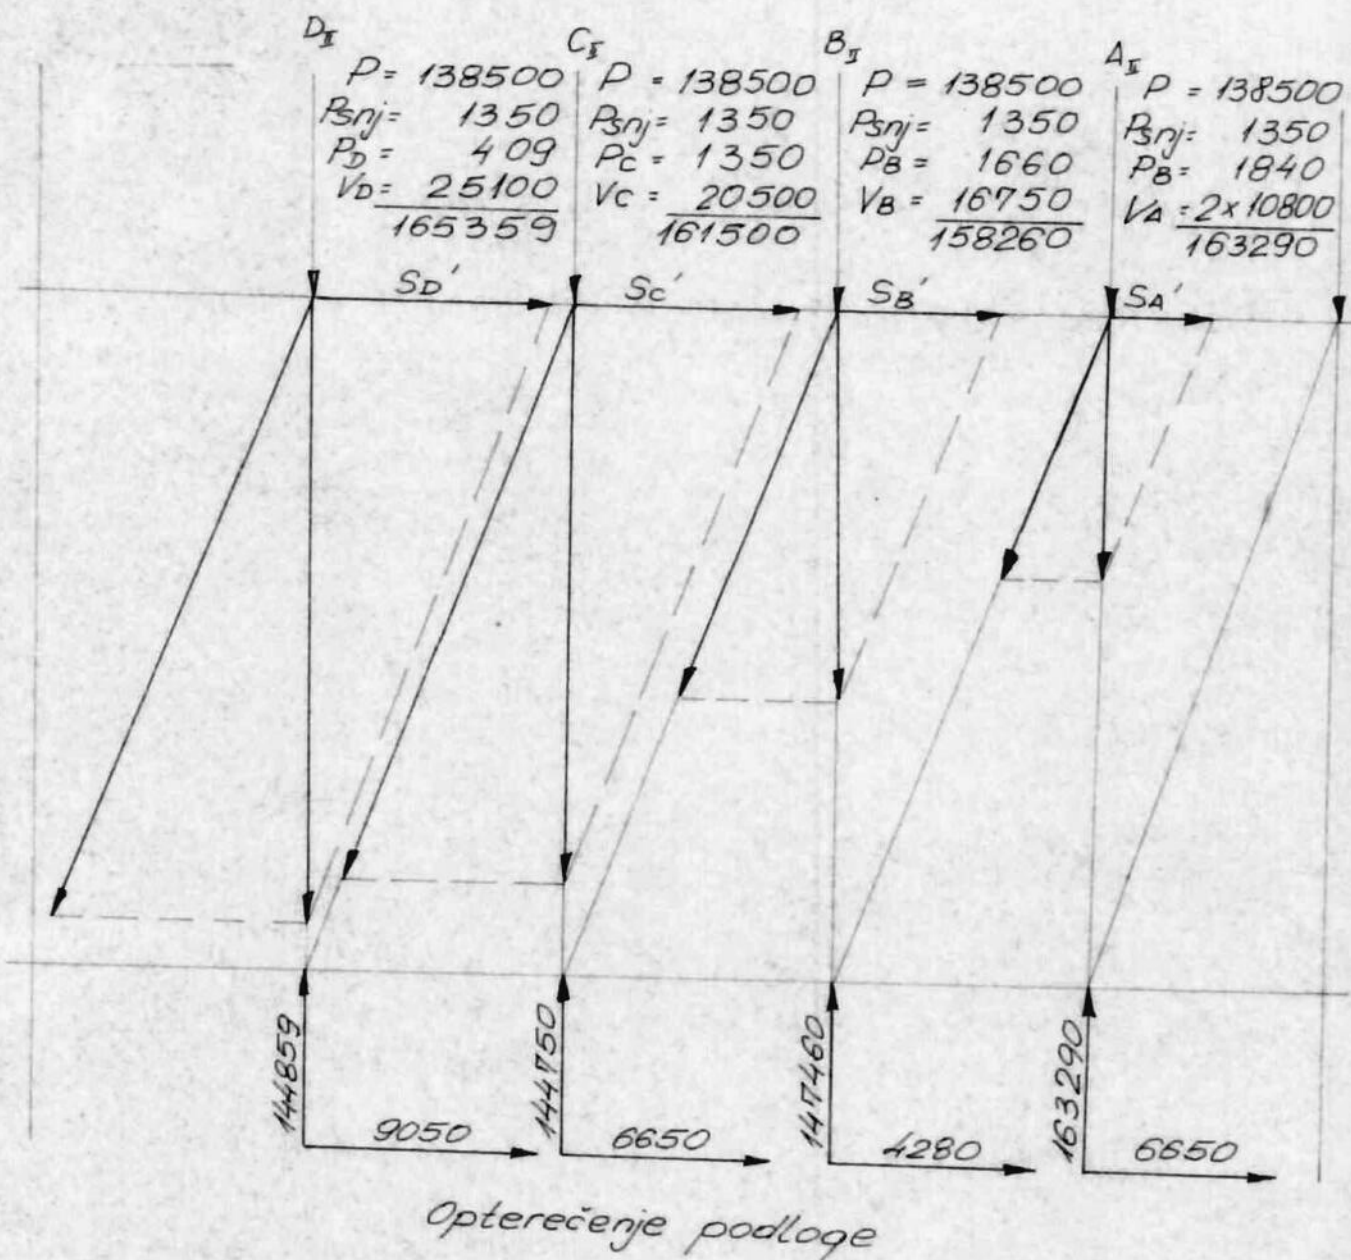 D_II
P = 138500
Psnj = 1350
P_D = 409
V_D = 25100
165359
C_II
P = 138500
Psnj = 1350
P_C = 1350
V_C = 20500
161500
B_II
P = 138500
Psnj = 1350
P_B = 1660
V_B = 16750
158260
A_II
P = 138500
Psnj = 1350
P_B = 1840
V_A = 2×10800
163290
S_D' S_C' S_B' S_A'
144859 144750 147460 163290
9050 6650 4280 6650
Opterečenje podloge